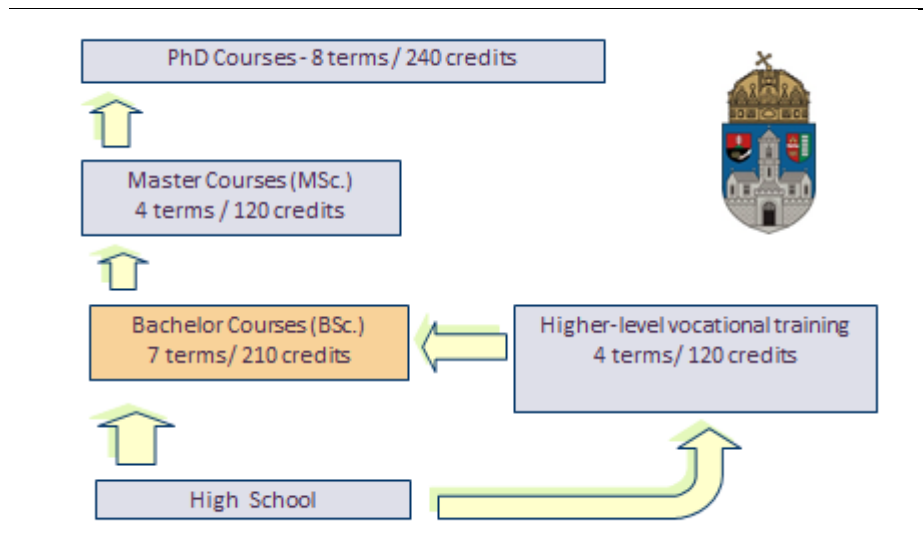 PhD Courses - 8 terms / 240 credits
Master Courses (MSc.)
4 terms / 120 credits
Bachelor Courses (BSc.)
7 terms/ 210 credits
Higher-level vocational training
4 terms/ 120 credits
High School